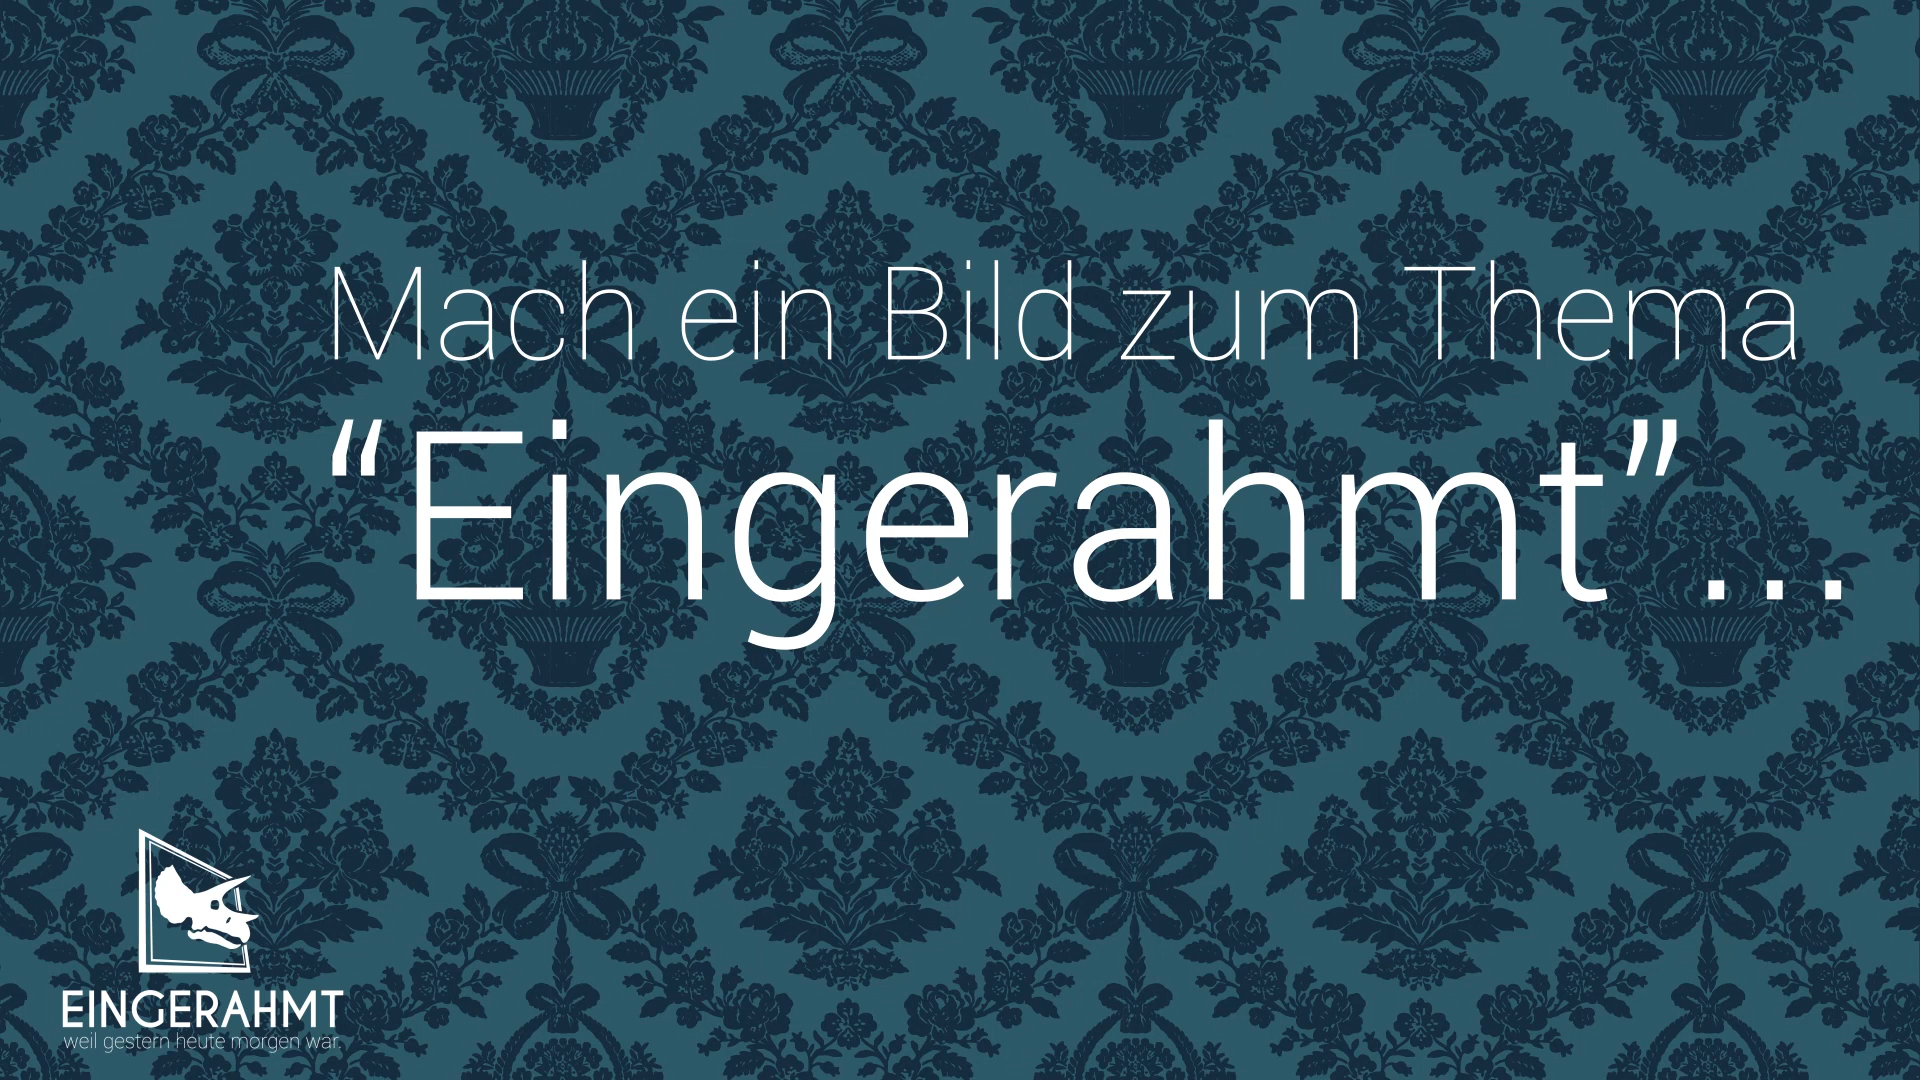 Mach ein Bild zum Thema
“Eingerahmt”...
EINGERAHMT
weil gestern heute morgen war.